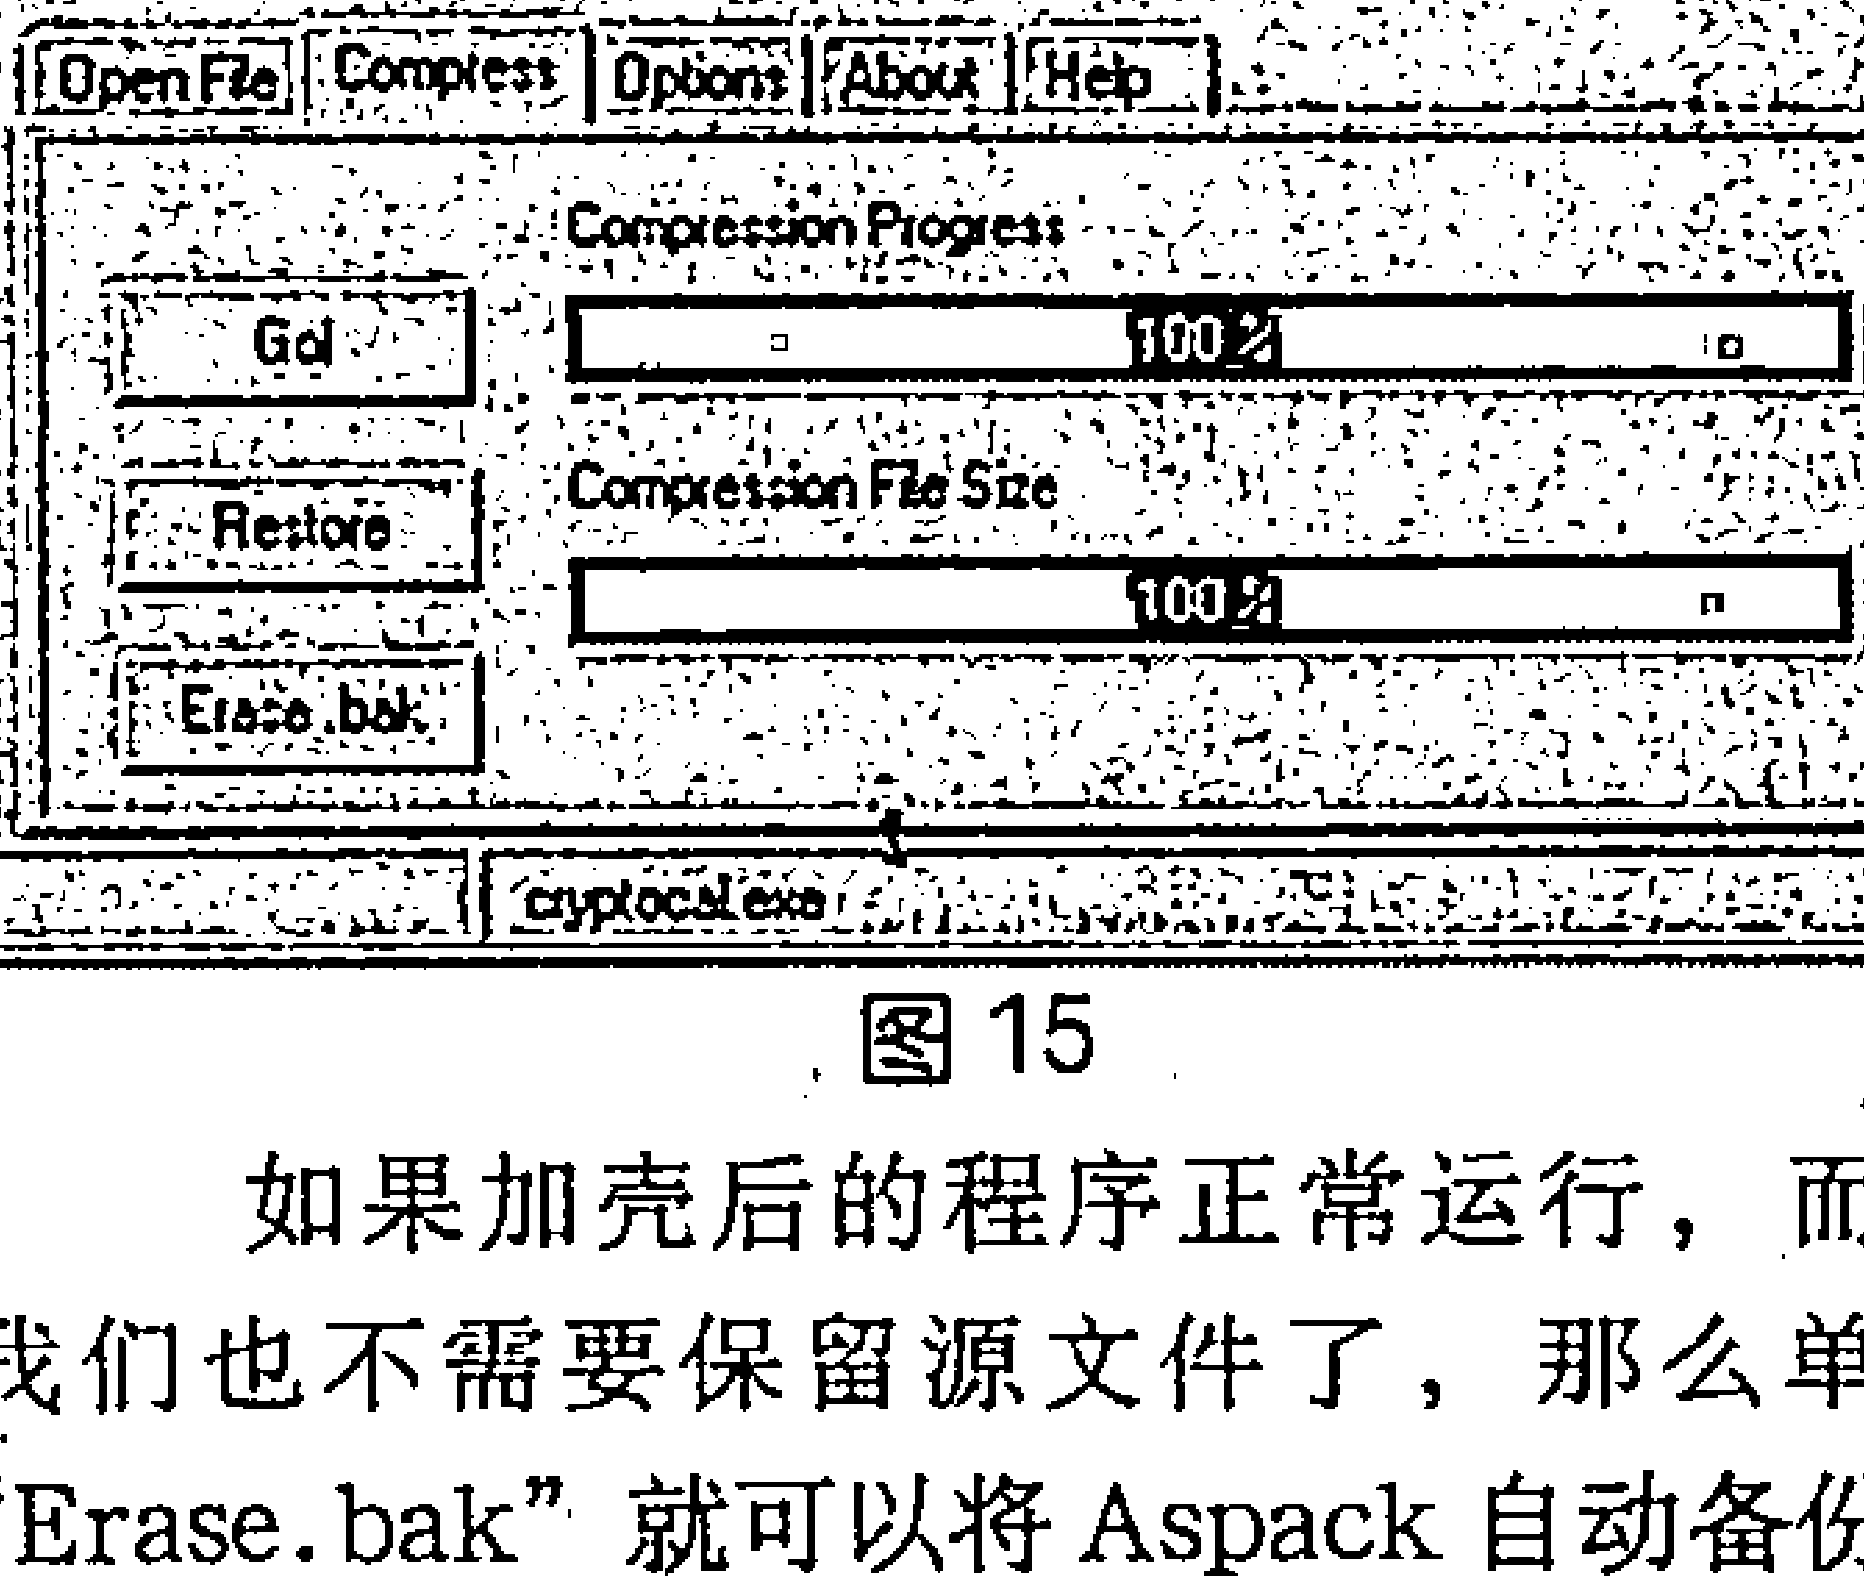 Open File Compress Options About Help
Compression Progress
Go!
100%
Restore
Compression File Size
100%
Erase .bak
cryptocal.exe
图 15
如果加壳后的程序正常运行，而
我们也不需要保留源文件了，那么单
“Erase.bak” 就可以将 Aspack 自动备份